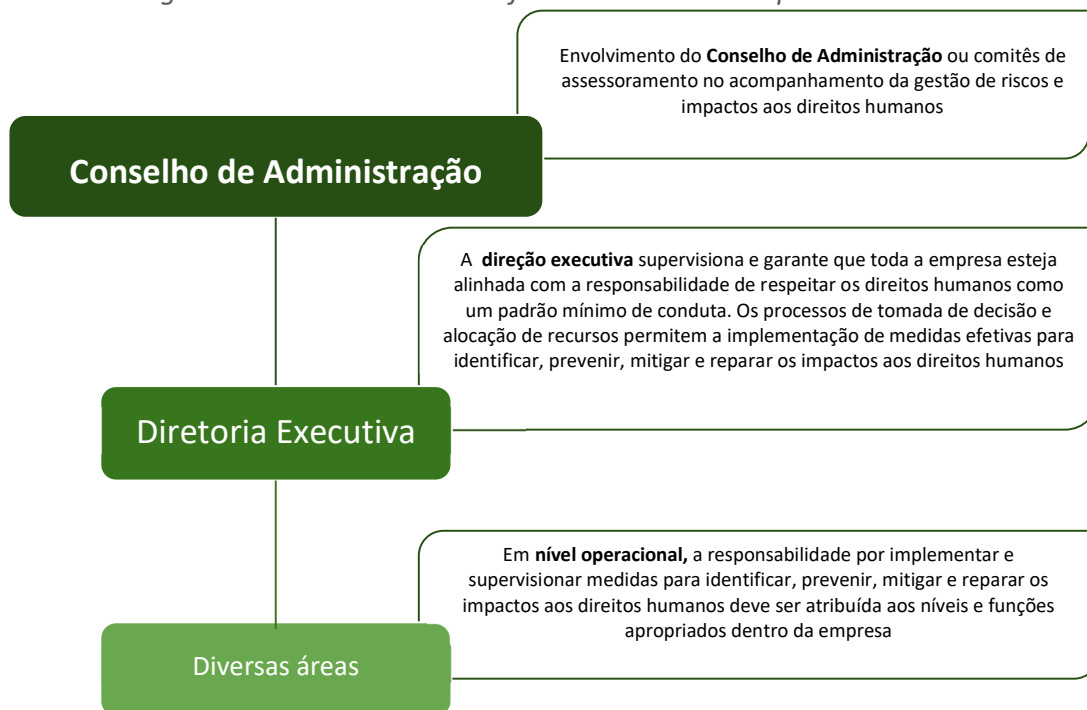 Envolvimento do Conselho de Administração ou comitês de
assessoramento no acompanhamento da gestão de riscos e
impactos aos direitos humanos
Conselho de Administração
A direção executiva supervisiona e garante que toda a empresa esteja
alinhada com a responsabilidade de respeitar os direitos humanos como
um padrão mínimo de conduta. Os processos de tomada de decisão e
alocação de recursos permitem a implementação de medidas efetivas para
identificar, prevenir, mitigar e reparar os impactos aos direitos humanos
Diretoria Executiva
Em nível operacional, a responsabilidade por implementar e
supervisionar medidas para identificar, prevenir, mitigar e reparar os
impactos aos direitos humanos deve ser atribuída aos níveis e funções
apropriados dentro da empresa
Diversas áreas